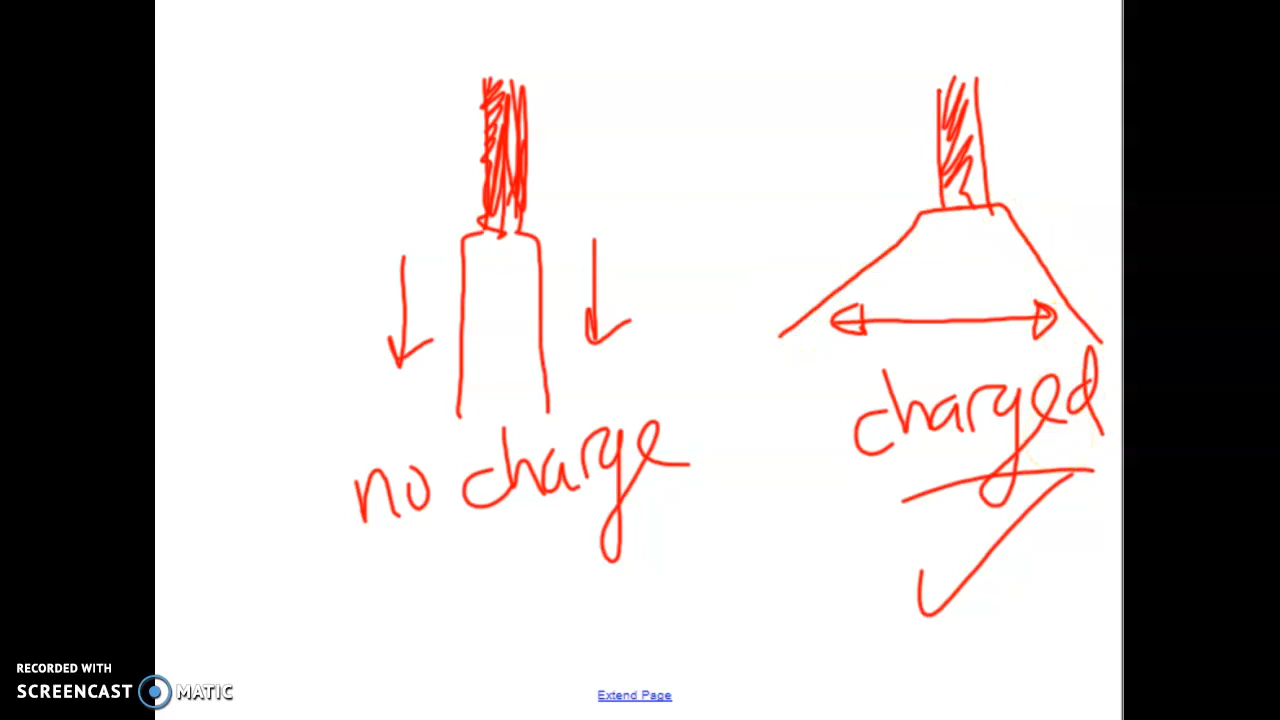 no charge
charged
RECORDED WITH
SCREENCAST MATIC
Extend Page